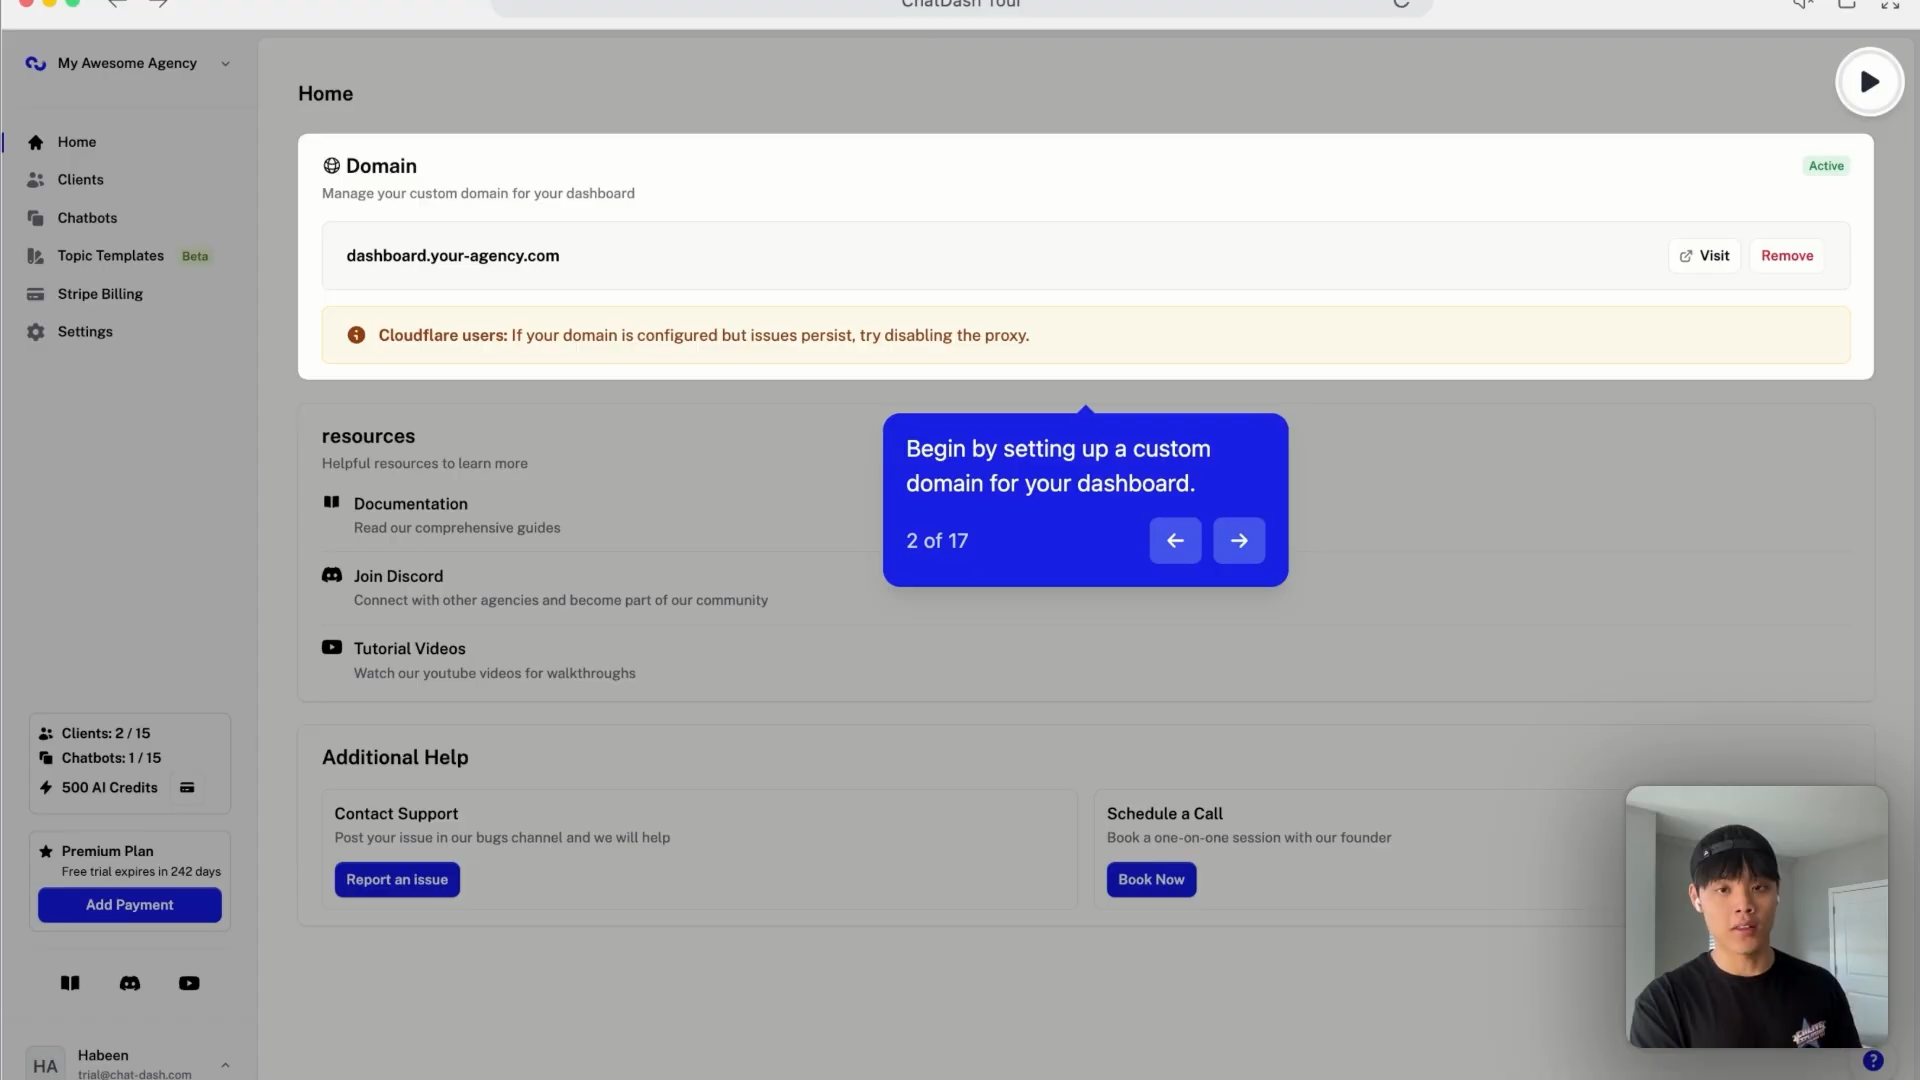 ChatDash Tour
My Awesome Agency
Home
Clients
Chatbots
Topic Templates Beta
Stripe Billing
Settings
Clients: 2 / 15
Chatbots: 1 / 15
500 AI Credits
Premium Plan
Free trial expires in 242 days
Add Payment
HA
Habeen
trial@chat-dash.com
Home
Domain
Active
Manage your custom domain for your dashboard
dashboard.your-agency.com
Visit
Remove
Cloudflare users: If your domain is configured but issues persist, try disabling the proxy.
resources
Helpful resources to learn more
Documentation
Read our comprehensive guides
Join Discord
Connect with other agencies and become part of our community
Tutorial Videos
Watch our youtube videos for walkthroughs
Begin by setting up a custom
domain for your dashboard.
2 of 17
Additional Help
Contact Support
Post your issue in our bugs channel and we will help
Report an issue
Schedule a Call
Book a one-on-one session with our founder
Book Now
?